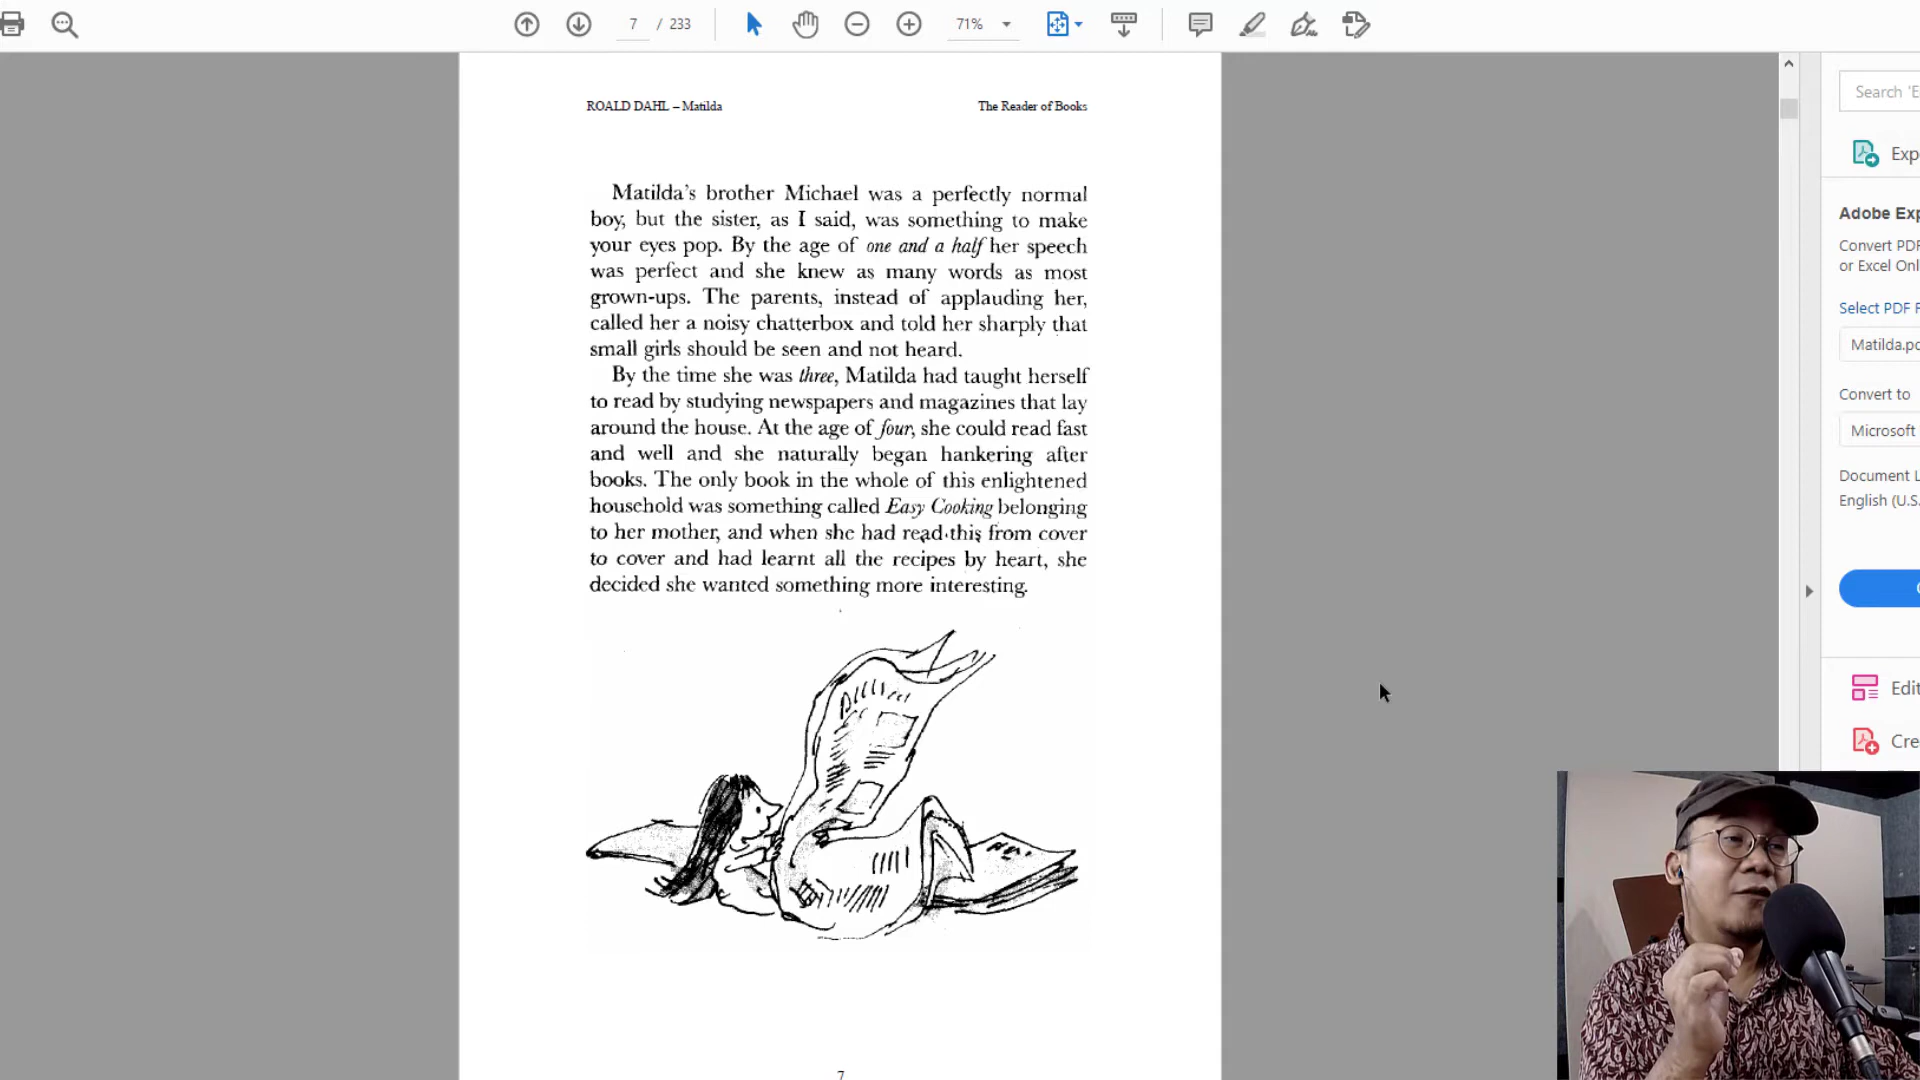 7 / 233
71%
ROALD DAHL – Matilda
The Reader of Books
Matilda's brother Michael was a perfectly normal
boy, but the sister, as I said, was something to make
your eyes pop. By the age of one and a half her speech
was perfect and she knew as many words as most
grown-ups. The parents, instead of applauding her,
called her a noisy chatterbox and told her sharply that
small girls should be seen and not heard.
By the time she was three, Matilda had taught herself
to read by studying newspapers and magazines that lay
around the house. At the age of four, she could read fast
and well and she naturally began hankering after
books. The only book in the whole of this enlightened
household was something called Easy Cooking belonging
to her mother, and when she had read this from cover
to cover and had learnt all the recipes by heart, she
decided she wanted something more interesting.
7
Search 'E
Exp
Adobe Exp
Convert PDF
or Excel Onl
Select PDF F
Matilda.pd
Convert to
Microsoft
Document L
English (U.S.
Edit
Cre